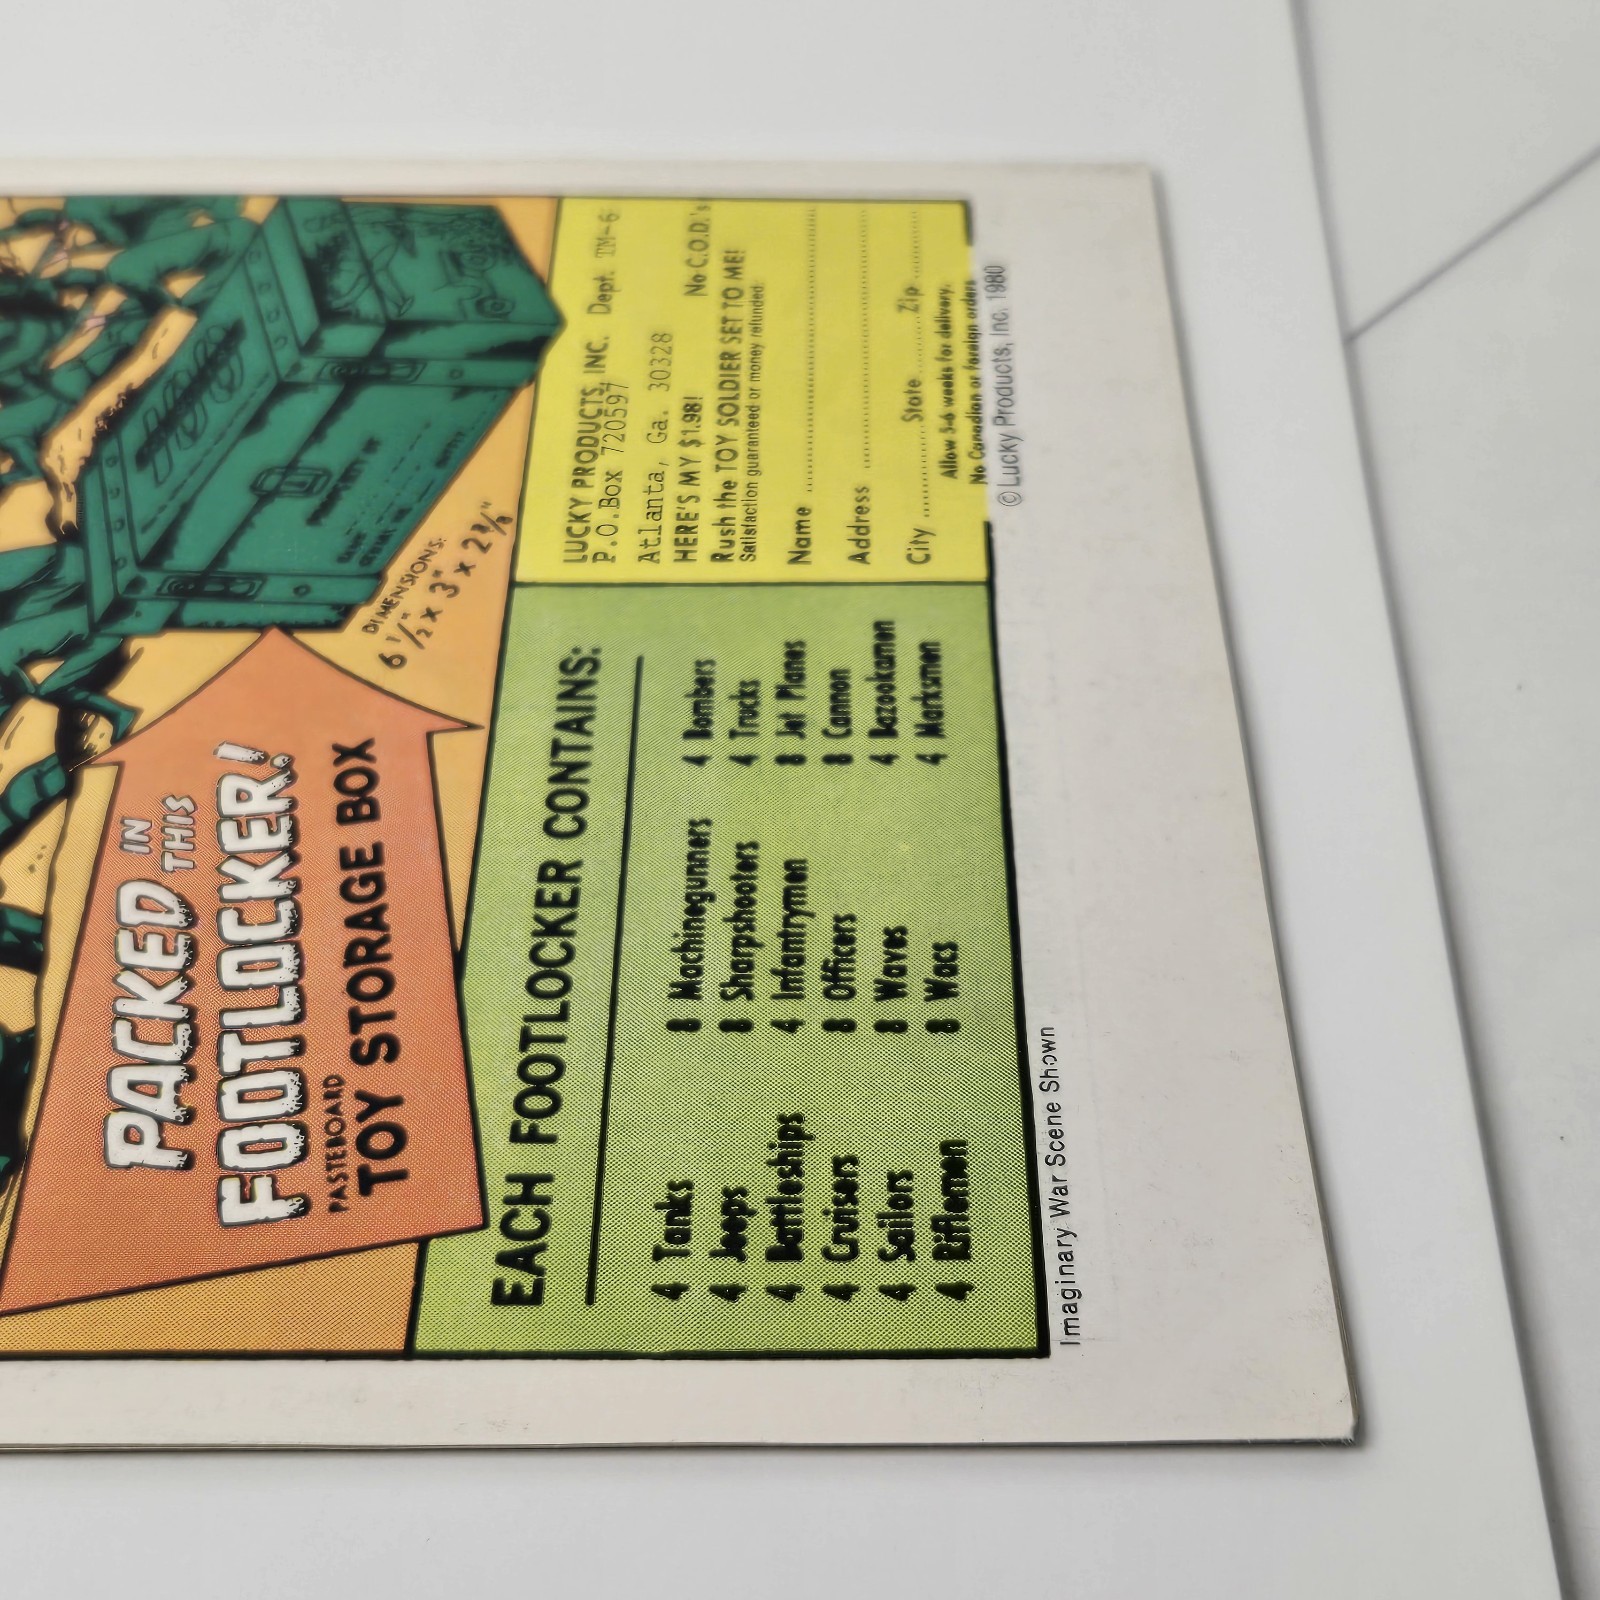 PACKED IN THIS
FOOTLOCKER!
PASTEBOARD
TOY STORAGE BOX
DIMENSIONS:
6 1/2" x 3" x 2 3/8"
EACH FOOTLOCKER CONTAINS:
4 Tanks
4 Jeeps
4 Battleships
4 Cruisers
4 Sailors
4 Riflemen
8 Machinegunners
8 Sharpshooters
4 Infantrymen
8 Officers
8 Waves
8 Wacs
4 Bombers
4 Trucks
8 Jet Planes
8 Cannon
4 Bazookamen
4 Marksmen
LUCKY PRODUCTS, INC. Dept. TM-6
P.O.Box 720597
Atlanta, Ga. 30328
HERE'S MY $1.98! No C.O.D.'s
Rush the TOY SOLDIER SET TO ME!
Satisfaction guaranteed or money refunded.
Name
Address
City State Zip
Allow 5-6 weeks for delivery.
No Canadian or foreign orders
Imaginary War Scene Shown
© Lucky Products, Inc. 1980